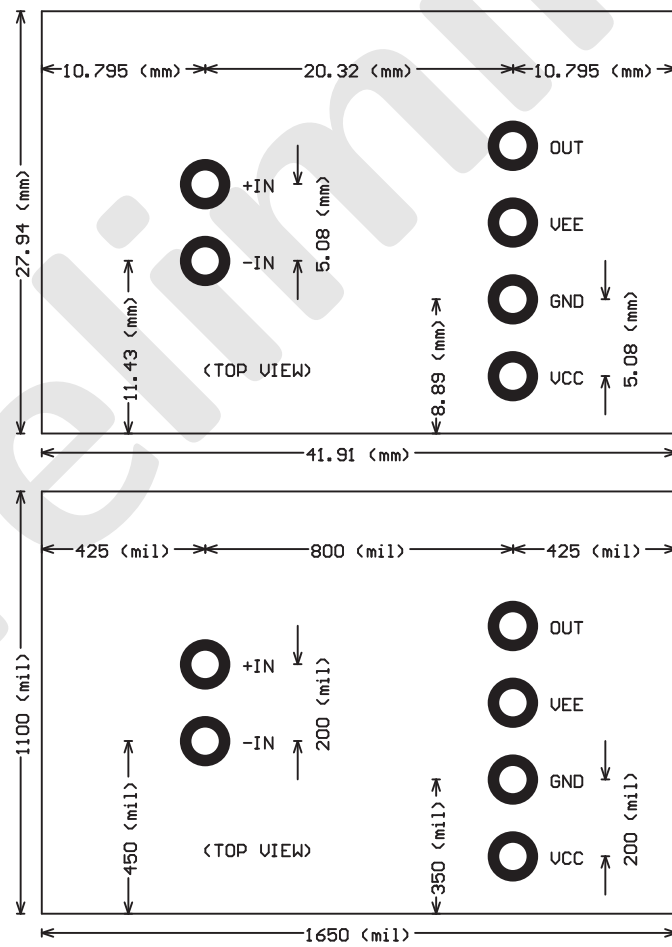 10.795 (mm) 20.32 (mm) 10.795 (mm)
OUT
+IN
VEE
27.94 (mm)
5.08 (mm)
-IN
GND
11.43 (mm)
8.89 (mm)
5.08 (mm)
(TOP VIEW)
VCC
41.91 (mm)
425 (mil) 800 (mil) 425 (mil)
OUT
+IN
VEE
1100 (mil)
200 (mil)
-IN
GND
450 (mil)
350 (mil)
200 (mil)
(TOP VIEW)
VCC
1650 (mil)
elimi